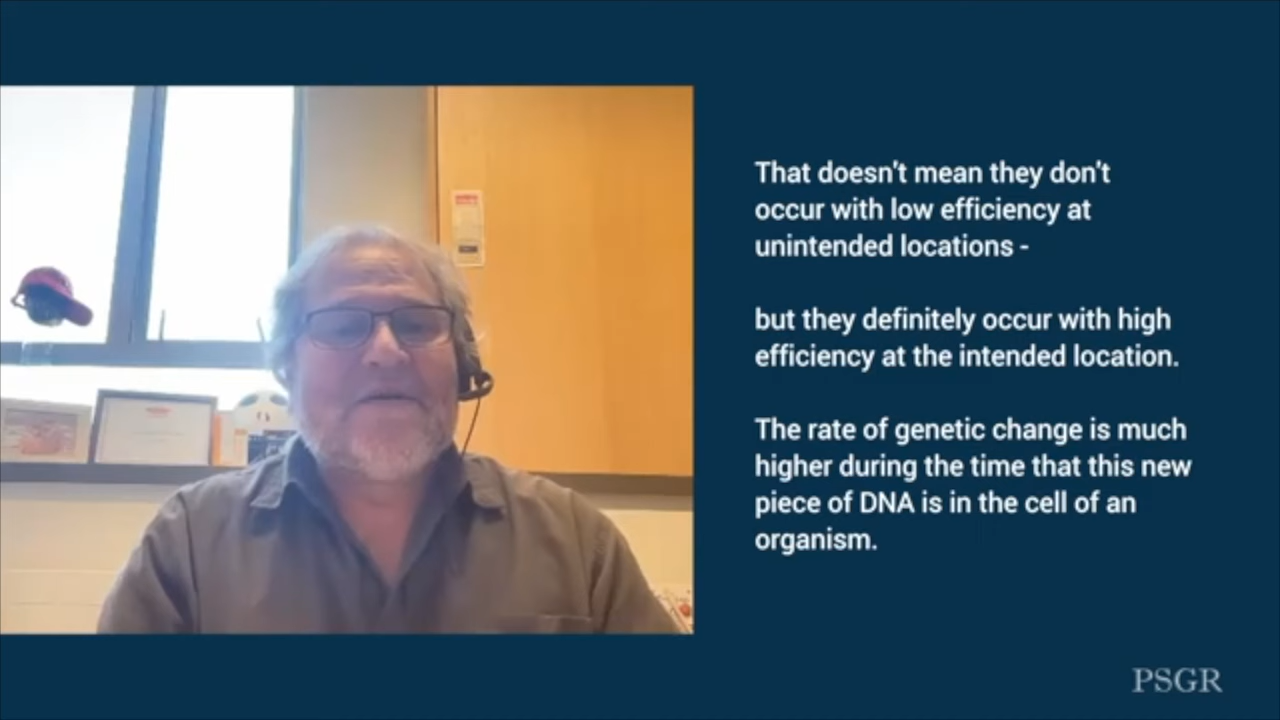 That doesn't mean they don't
occur with low efficiency at
unintended locations -
but they definitely occur with high
efficiency at the intended location.
The rate of genetic change is much
higher during the time that this new
piece of DNA is in the cell of an
organism.
PSGR